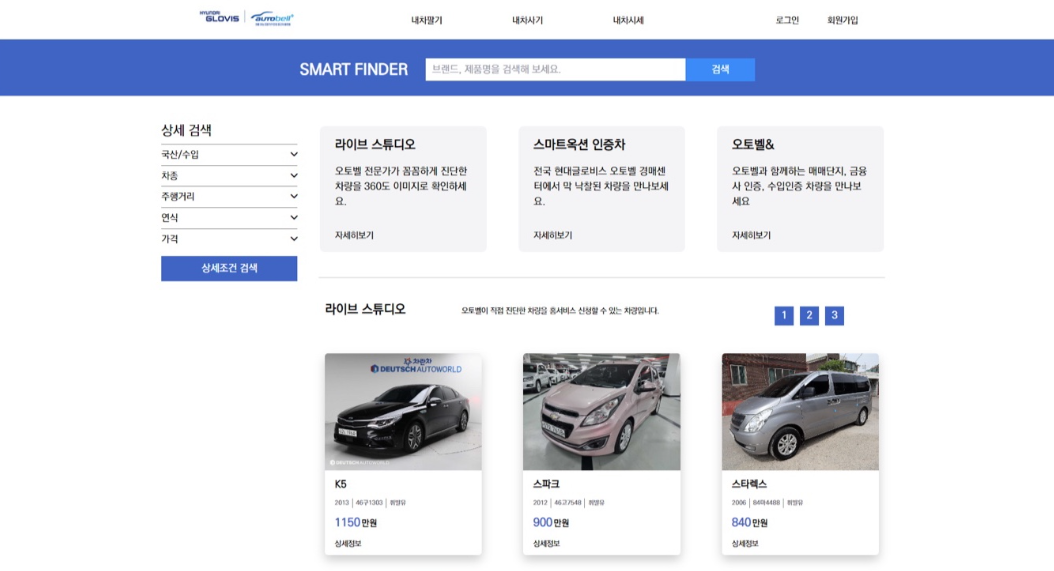 HYUNDAI
GLOVIS
autobell
내차팔기
내차사기
내차시세
로그인
회원가입
SMART FINDER
브랜드, 제품명을 검색해 보세요.
검색
상세 검색
국산/수입
차종
주행거리
연식
가격
상세조건 검색
라이브 스튜디오
오토벨 전문가가 꼼꼼하게 진단한
차량을 360도 이미지로 확인하세
요.
자세히보기
스마트옥션 인증차
전국 현대글로비스 오토벨 경매센
터에서 막 낙찰된 차량을 만나보세
요.
자세히보기
오토벨&
오토벨과 함께하는 매매단지, 금융
사 인증, 수입인증 차량을 만나보
세요
자세히보기
라이브 스튜디오
오토벨이 직접 진단한 차량을 홈서비스 신청할 수 있는 차량입니다.
1 2 3
차란차
DEUTSCH AUTOWORLD
DEUTSCH AUTOWORLD
K5
2013 | 46구1303 | 휘발유
1150만원
상세정보
스파크
2012 | 46고7548 | 휘발유
900만원
상세정보
스타렉스
2006 | 84마4488 | 휘발유
840만원
상세정보